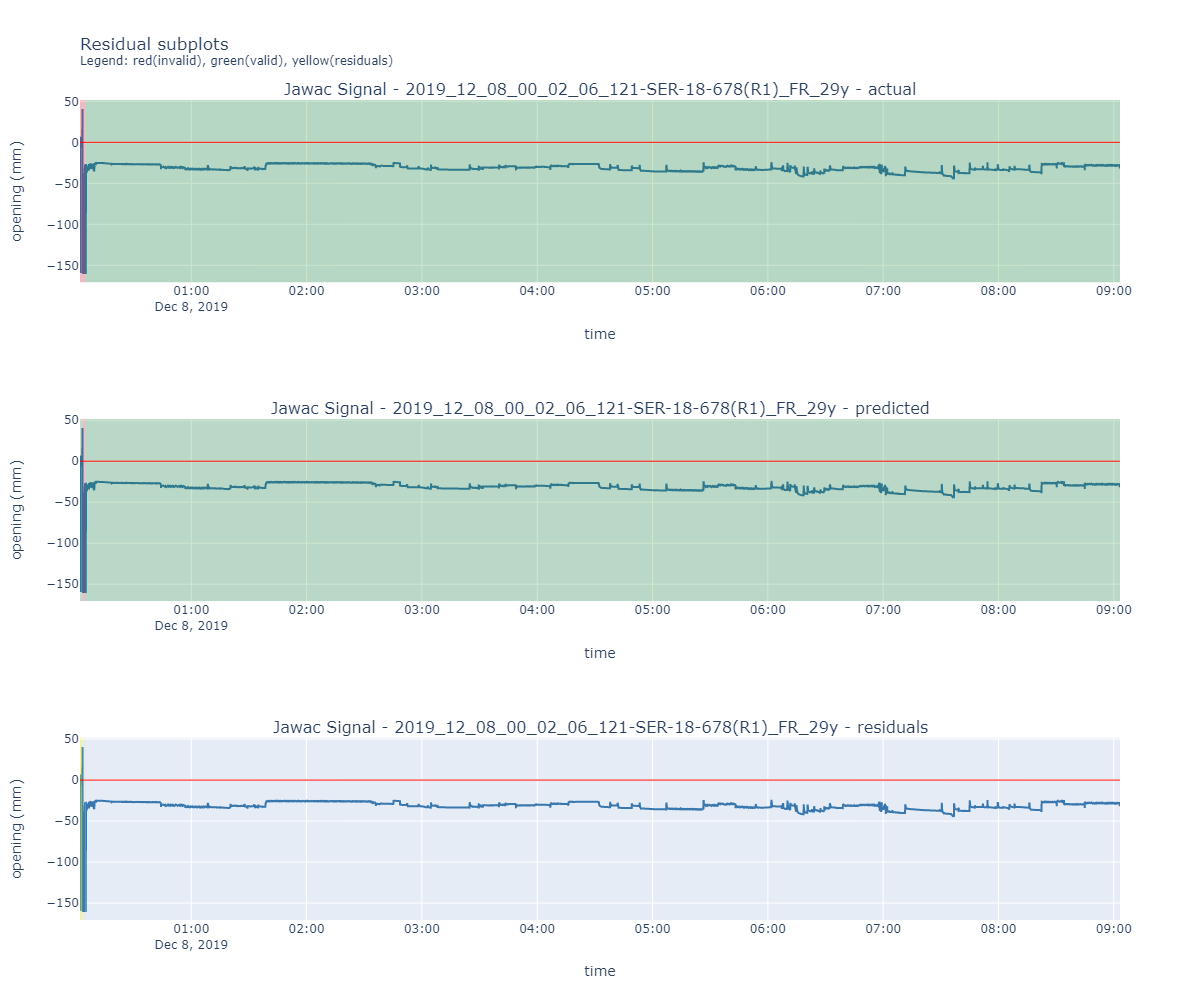 Residual subplots
Legend: red(invalid), green(valid), yellow(residuals)
Jawac Signal - 2019_12_08_00_02_06_121-SER-18-678(R1)_FR_29y - actual
50
0
−50
−100
−150
opening (mm)
01:00 02:00 03:00 04:00 05:00 06:00 07:00 08:00 09:00
Dec 8, 2019
time
Jawac Signal - 2019_12_08_00_02_06_121-SER-18-678(R1)_FR_29y - predicted
50
0
−50
−100
−150
opening (mm)
01:00 02:00 03:00 04:00 05:00 06:00 07:00 08:00 09:00
Dec 8, 2019
time
Jawac Signal - 2019_12_08_00_02_06_121-SER-18-678(R1)_FR_29y - residuals
50
0
−50
−100
−150
opening (mm)
01:00 02:00 03:00 04:00 05:00 06:00 07:00 08:00 09:00
Dec 8, 2019
time